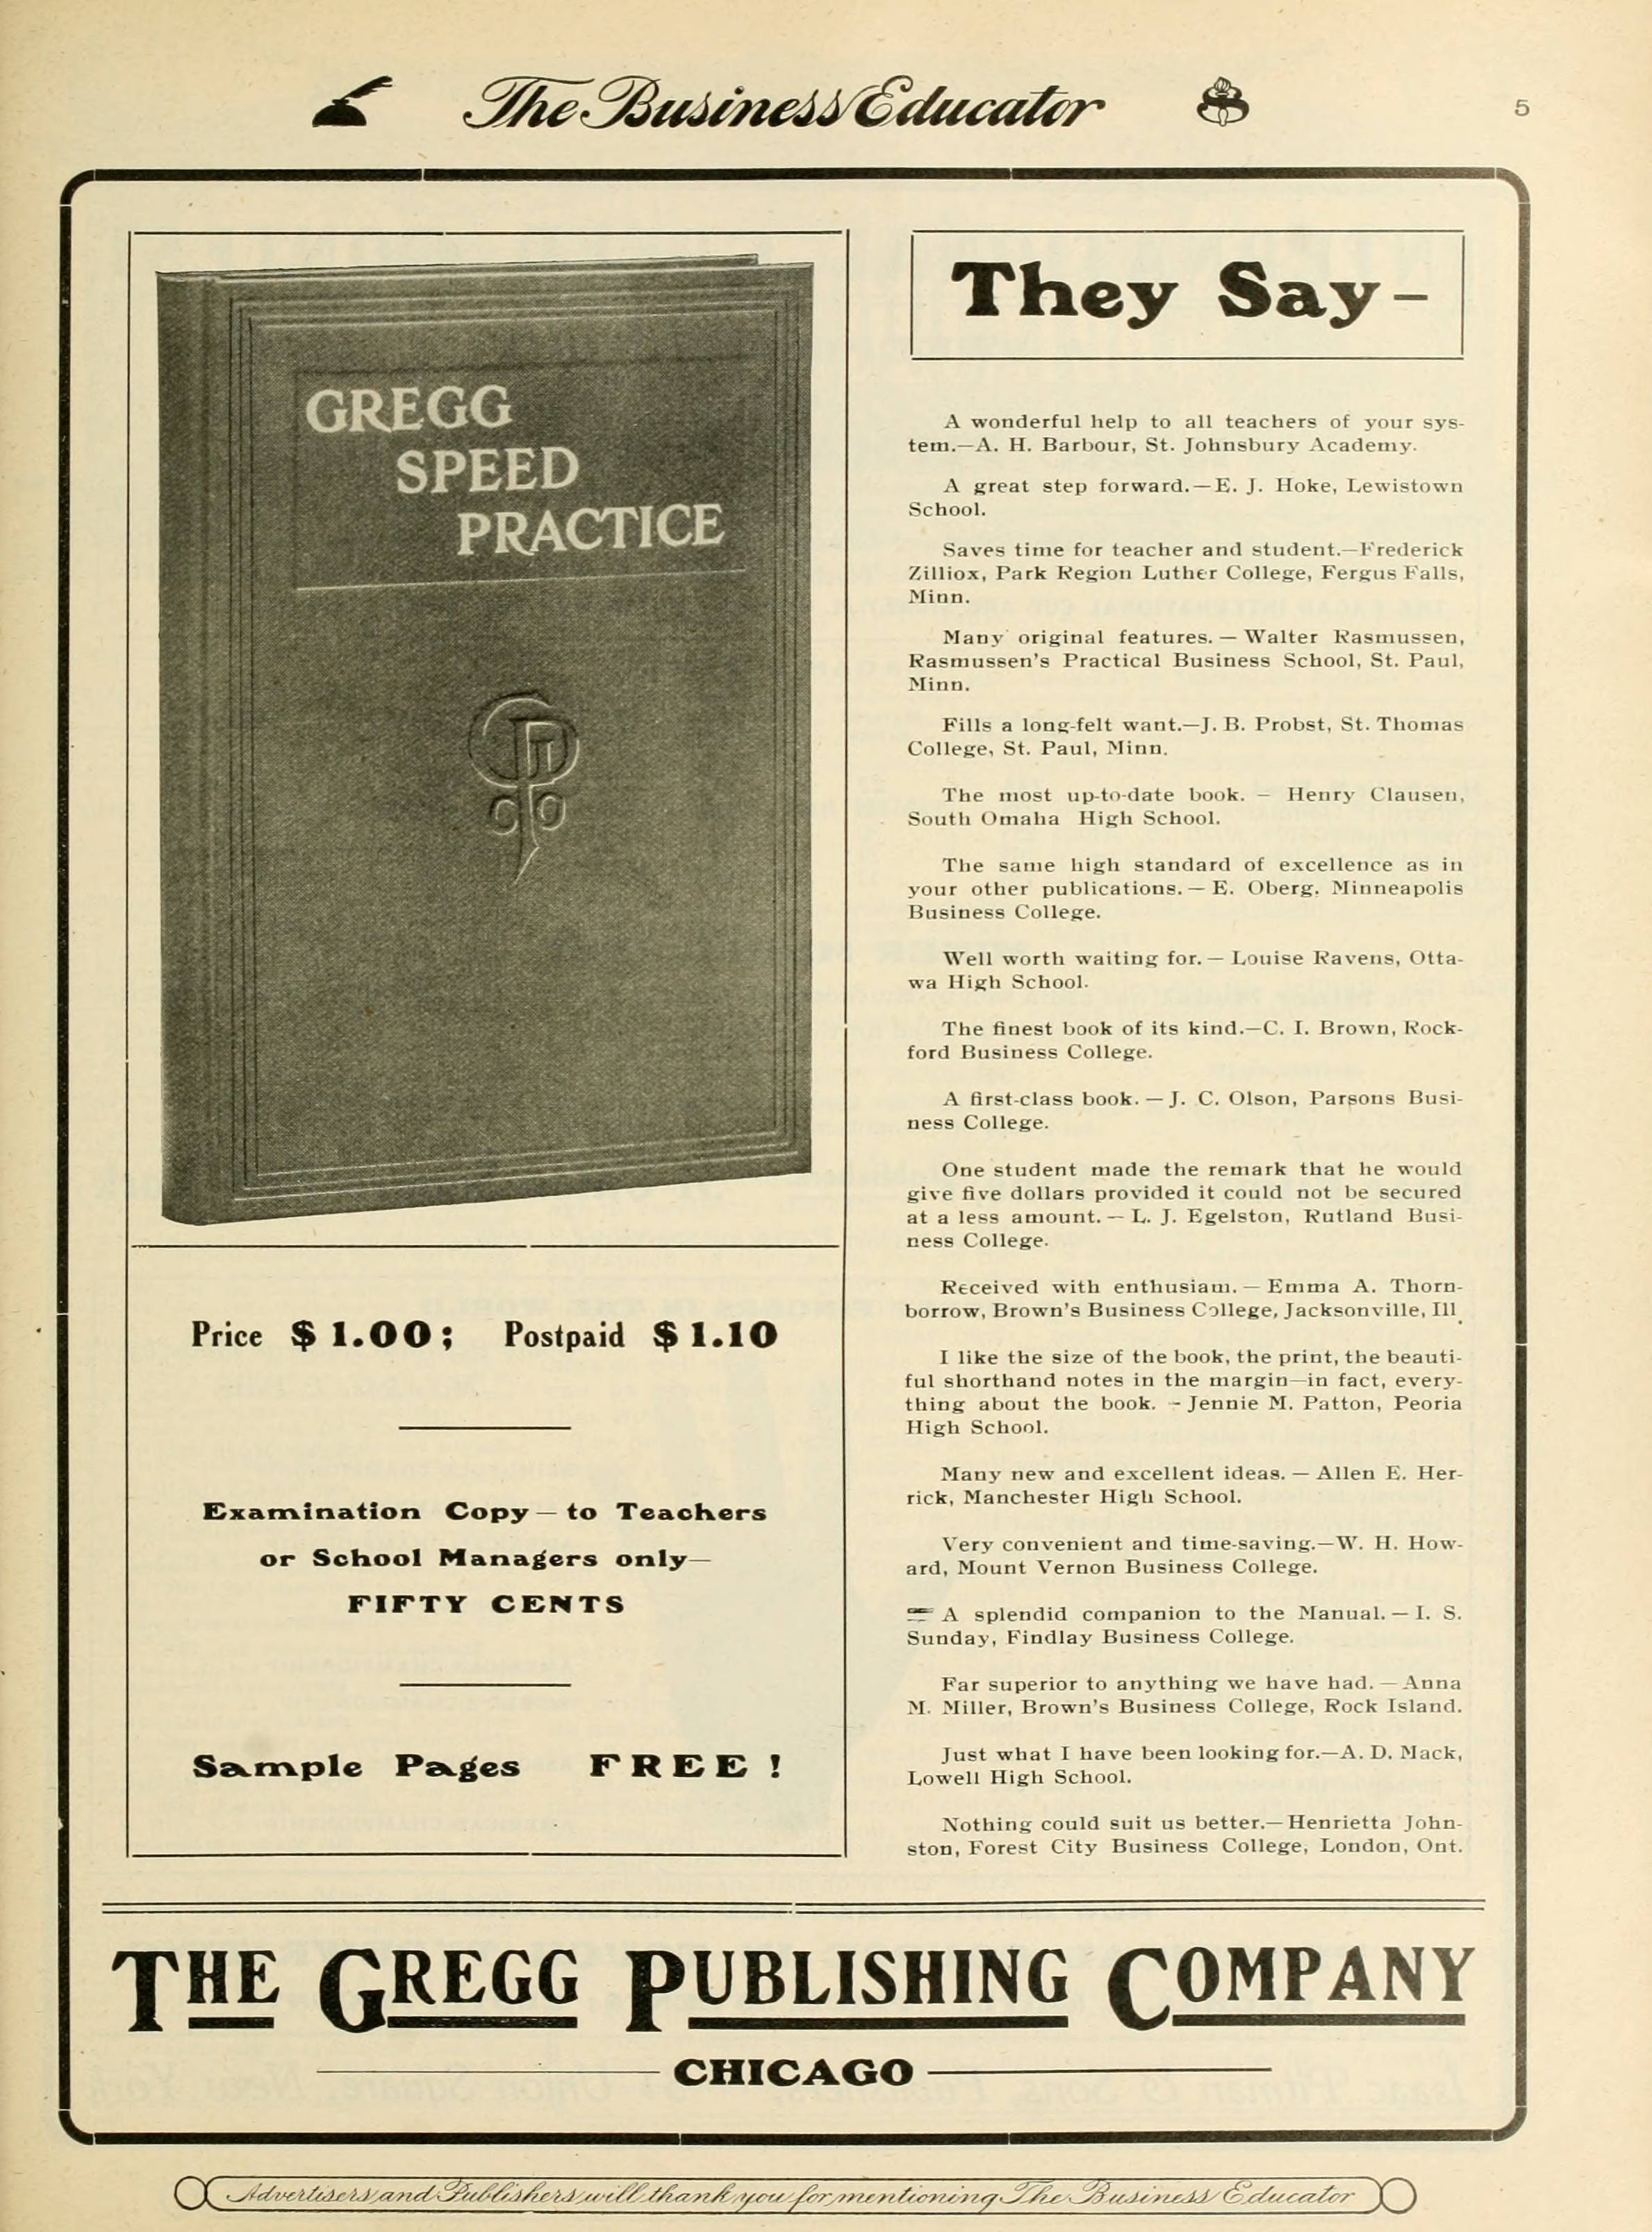 The Business Educator
5
GREGG
SPEED
PRACTICE
Price $1.00; Postpaid $1.10
Examination Copy — to Teachers
or School Managers only—
FIFTY CENTS
Sample Pages FREE!
They Say –
A wonderful help to all teachers of your sys-
tem.—A. H. Barbour, St. Johnsbury Academy.
A great step forward.—E. J. Hoke, Lewistown
School.
Saves time for teacher and student.—Frederick
Zilliox, Park Region Luther College, Fergus Falls,
Minn.
Many original features. — Walter Rasmussen,
Rasmussen's Practical Business School, St. Paul,
Minn.
Fills a long-felt want.—J. B. Probst, St. Thomas
College, St. Paul, Minn.
The most up-to-date book. – Henry Clausen,
South Omaha High School.
The same high standard of excellence as in
your other publications. — E. Oberg. Minneapolis
Business College.
Well worth waiting for. — Louise Ravens, Otta-
wa High School.
The finest book of its kind.—C. I. Brown, Rock-
ford Business College.
A first-class book. — J. C. Olson, Parsons Busi-
ness College.
One student made the remark that he would
give five dollars provided it could not be secured
at a less amount. — L. J. Egelston, Rutland Busi-
ness College.
Received with enthusiam. — Emma A. Thorn-
borrow, Brown's Business College, Jacksonville, Ill.
I like the size of the book, the print, the beauti-
ful shorthand notes in the margin—in fact, every-
thing about the book. – Jennie M. Patton, Peoria
High School.
Many new and excellent ideas. — Allen E. Her-
rick, Manchester High School.
Very convenient and time-saving.—W. H. How-
ard, Mount Vernon Business College.
A splendid companion to the Manual. — I. S.
Sunday, Findlay Business College.
Far superior to anything we have had. — Anna
M. Miller, Brown's Business College, Rock Island.
Just what I have been looking for.—A. D. Mack,
Lowell High School.
Nothing could suit us better.—Henrietta John-
ston, Forest City Business College, London, Ont.
THE GREGG PUBLISHING COMPANY
CHICAGO
Advertisers and Publishers will thank you for mentioning The Business Educator